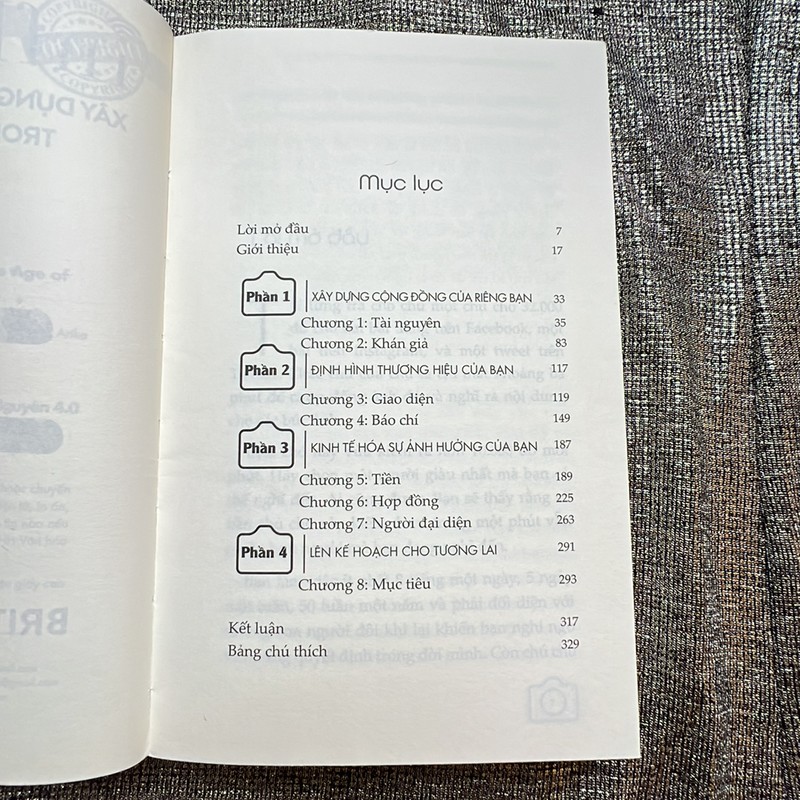 Mục lục
Lời mở đầu 7
Giới thiệu 17
Phần 1 XÂY DỰNG CỘNG ĐỒNG CỦA RIÊNG BẠN 33
Chương 1: Tài nguyên 35
Chương 2: Khán giả 83
Phần 2 ĐỊNH HÌNH THƯƠNG HIỆU CỦA BẠN 117
Chương 3: Giao diện 119
Chương 4: Báo chí 149
Phần 3 KINH TẾ HÓA SỰ ẢNH HƯỞNG CỦA BẠN 187
Chương 5: Tiền 189
Chương 6: Hợp đồng 225
Chương 7: Người đại diện 263
Phần 4 LÊN KẾ HOẠCH CHO TƯƠNG LAI 291
Chương 8: Mục tiêu 293
Kết luận 317
Bảng chú thích 329